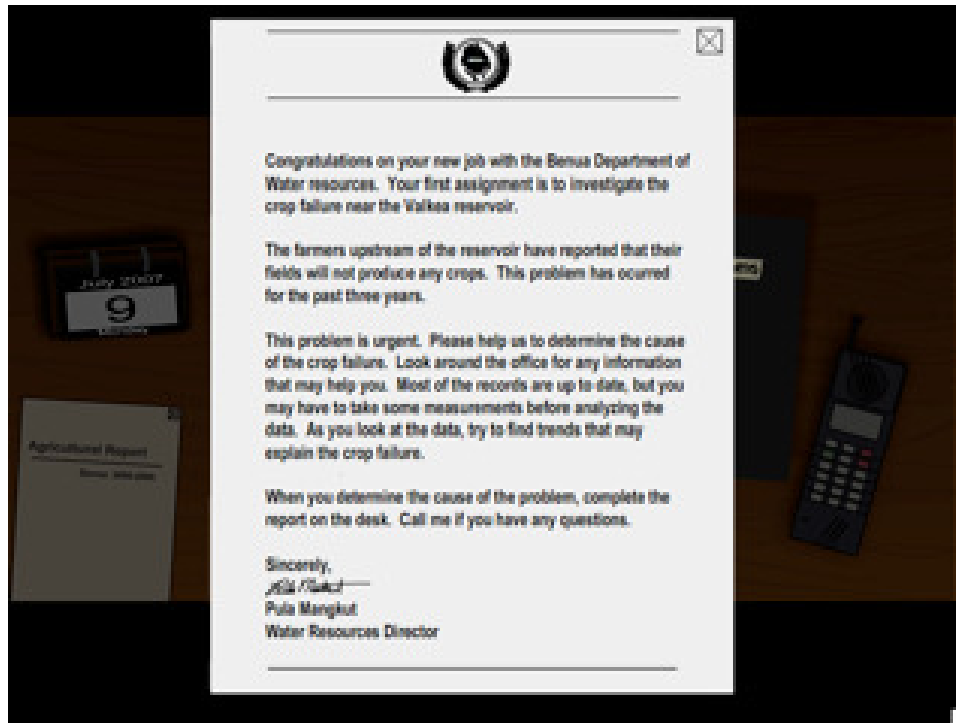 Congratulations on your new job with the Benua Department of
Water resources. Your first assignment is to investigate the
crop failure near the Valkea reservoir.
The farmers upstream of the reservoir have reported that their
fields will not produce any crops. This problem has ocurred
for the past three years.
This problem is urgent. Please help us to determine the cause
of the crop failure. Look around the office for any information
that may help you. Most of the records are up to date, but you
may have to take some measurements before analyzing the
data. As you look at the data, try to find trends that may
explain the crop failure.
When you determine the cause of the problem, complete the
report on the desk. Call me if you have any questions.
Sincerely,
Pula Mangkut
Water Resources Director
July 2007
9
Monday
Agricultural Report